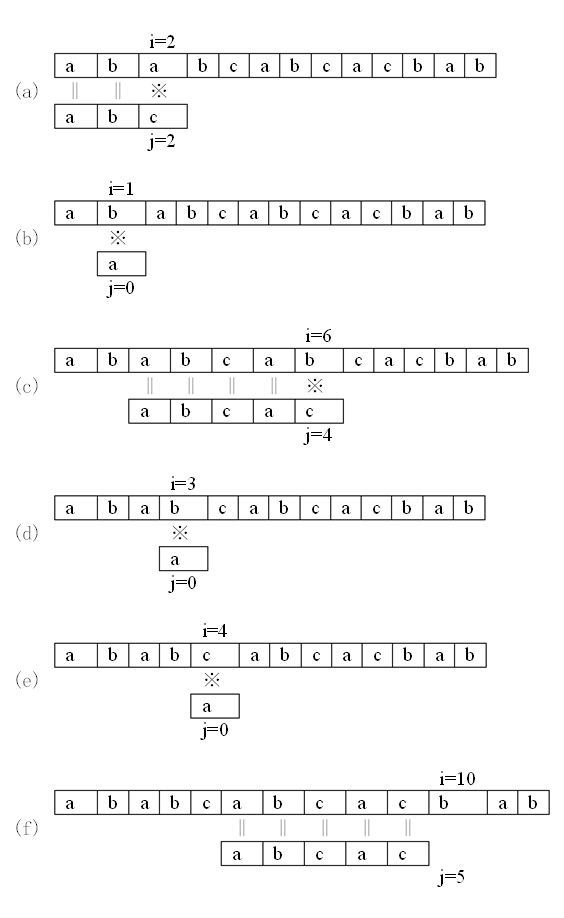 i=2
a b a b c a b c a c b a b
(a) ‖ ‖ ※
a b c
j=2
i=1
a b a b c a b c a c b a b
(b) ※
a
j=0
i=6
a b a b c a b c a c b a b
(c) ‖ ‖ ‖ ‖ ※
a b c a c
j=4
i=3
a b a b c a b c a c b a b
(d) ※
a
j=0
i=4
a b a b c a b c a c b a b
(e) ※
a
j=0
i=10
a b a b c a b c a c b a b
(f) ‖ ‖ ‖ ‖ ‖
a b c a c
j=5